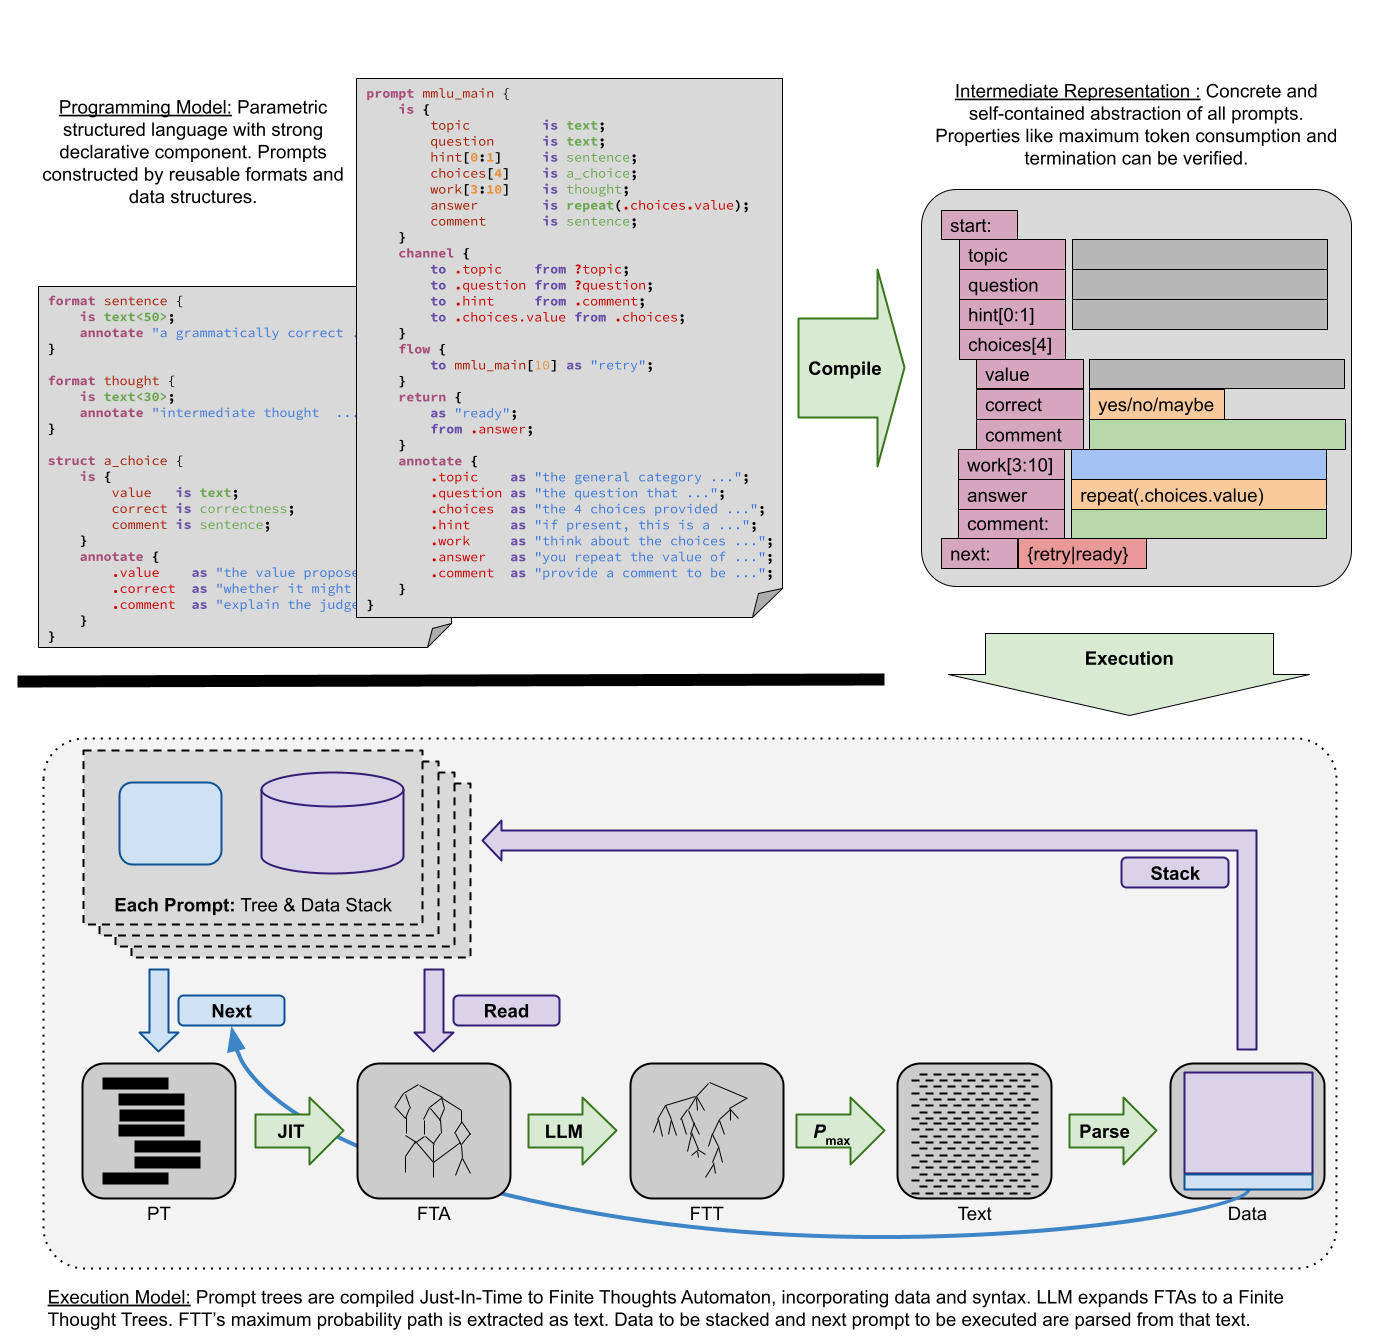 Programming Model: Parametric
structured language with strong
declarative component. Prompts
constructed by reusable formats and
data structures.
format sentence {
is text<50>;
annotate "a grammatically correct .
}
format thought {
is text<30>;
annotate "intermediate thought ...
}
struct a_choice {
is {
value is text;
correct is correctness;
comment is sentence;
}
annotate {
.value as "the value propose
.correct as "whether it might
.comment as "explain the judge
}
}
prompt mmlu_main {
is {
topic is text;
question is text;
hint[0:1] is sentence;
choices[4] is a_choice;
work[3:10] is thought;
answer is repeat(.choices.value);
comment is sentence;
}
channel {
to .topic from ?topic;
to .question from ?question;
to .hint from .comment;
to .choices.value from .choices;
}
flow {
to mmlu_main[10] as "retry";
}
return {
as "ready";
from .answer;
}
annotate {
.topic as "the general category ...";
.question as "the question that ...";
.choices as "the 4 choices provided ...";
.hint as "if present, this is a ...";
.work as "think about the choices ...";
.answer as "you repeat the value of ...";
.comment as "provide a comment to be ...";
}
}
Compile
Intermediate Representation : Concrete and
self-contained abstraction of all prompts.
Properties like maximum token consumption and
termination can be verified.
start:
topic
question
hint[0:1]
choices[4]
value
correct yes/no/maybe
comment
work[3:10]
answer repeat(.choices.value)
comment:
next: {retry|ready}
Execution
Each Prompt: Tree & Data Stack
Stack
Next
Read
JIT
LLM
Pmax
Parse
PT
FTA
FTT
Text
Data
Execution Model: Prompt trees are compiled Just-In-Time to Finite Thoughts Automaton, incorporating data and syntax. LLM expands FTAs to a Finite
Thought Trees. FTT's maximum probability path is extracted as text. Data to be stacked and next prompt to be executed are parsed from that text.